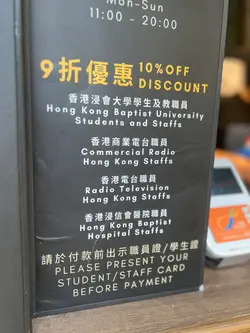 Mon-Sun
11:00 - 20:00
9折優惠 10%OFF DISCOUNT
香港浸會大學學生及教職員
Hong Kong Baptist University
Students and Staffs
香港商業電台職員
Commercial Radio
Hong Kong Staffs
香港電台職員
Radio Television
Hong Kong Staffs
香港浸信會醫院職員
Hong Kong Baptist
Hospital Staffs
請於付款前出示職員證/學生證
PLEASE PRESENT YOUR
STUDENT/STAFF CARD
BEFORE PAYMENT